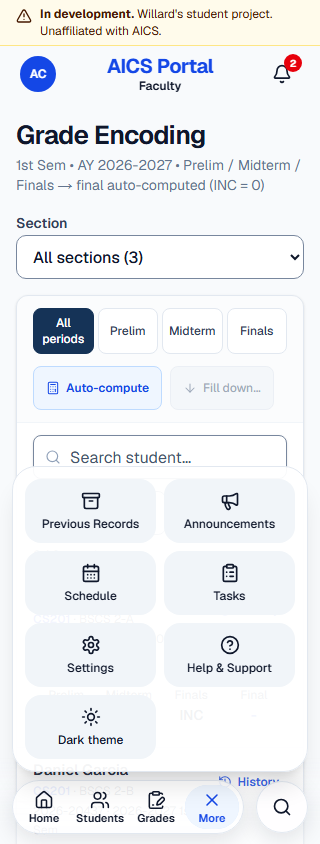 In development. Willard's student project.
Unaffiliated with AICS.
AC
AICS Portal
Faculty
2
Grade Encoding
1st Sem • AY 2026-2027 • Prelim / Midterm /
Finals → final auto-computed (INC = 0)
Section
All sections (3)
All
periods
Prelim
Midterm
Finals
Auto-compute
Fill down...
Search student...
Previous Records
Announcements
Schedule
Tasks
Settings
Help & Support
Finals
Final
INC
Dark theme
Daniel Garcia
History
Home
Students
Grades
More